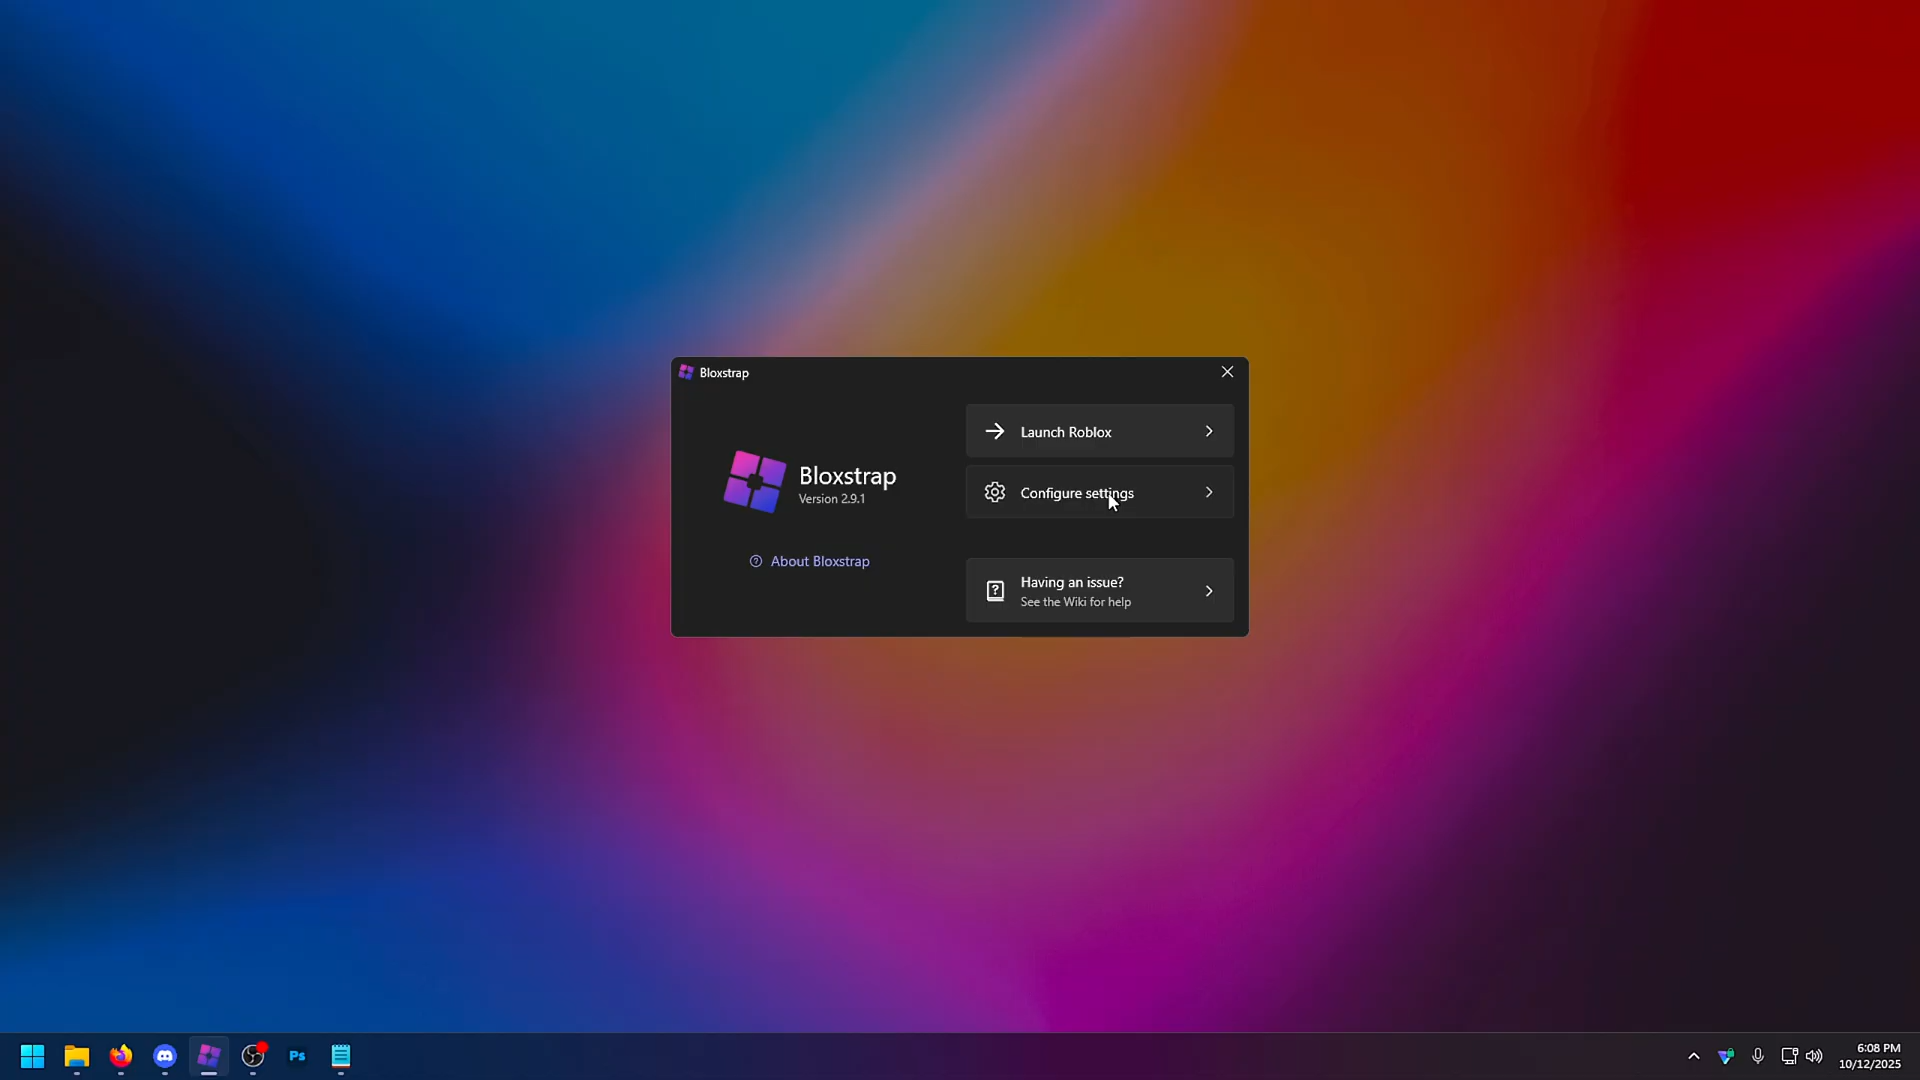 Bloxstrap
Launch Roblox
Bloxstrap
Version 2.9.1
Configure settings
About Bloxstrap
Having an issue?
See the Wiki for help
Ps
6:08 PM
10/12/2025